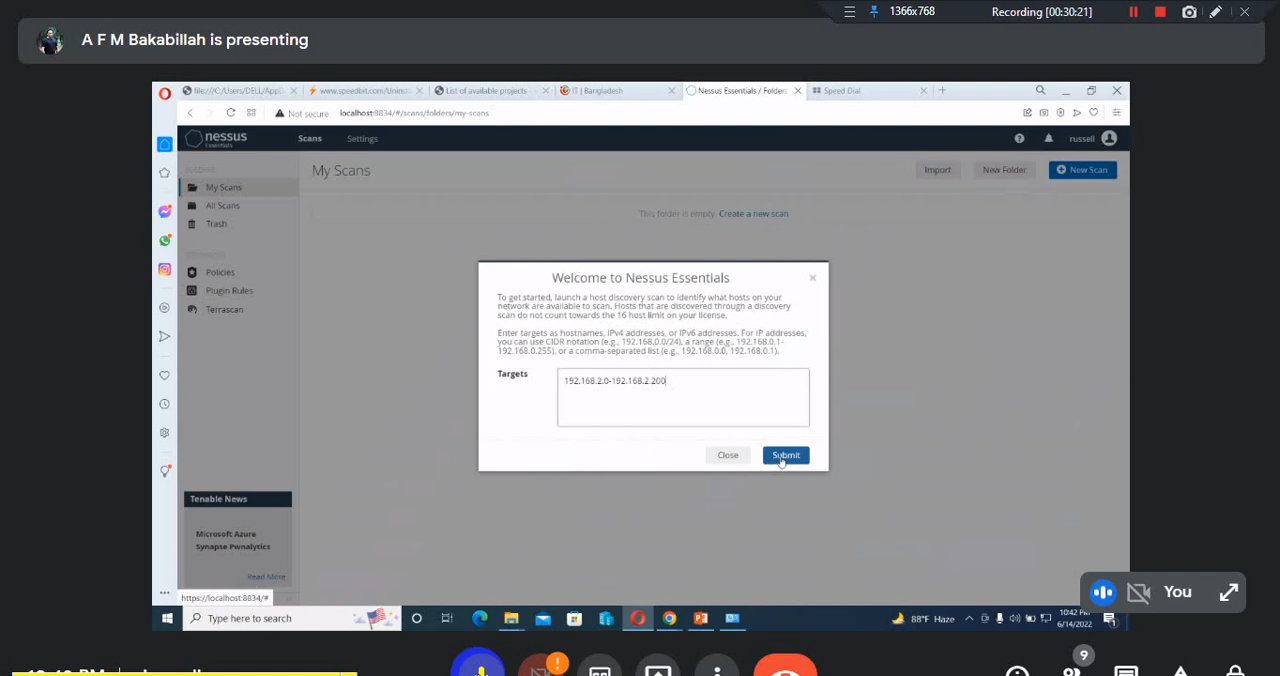 1366x768
Recording [00:30:21]
A F M Bakabillah is presenting
file:///C:/Users/DELL/App
www.speedbit.com/Unins
List of available projects -
IT | Bangladesh
Nessus Essentials / Folders
Speed Dial
Not secure
localhost:8834/#/scans/folders/my-scans
nessus
Essentials
Scans
Settings
russell
My Scans
All Scans
Trash
Policies
Plugin Rules
Terrascan
My Scans
Import
New Folder
New Scan
This folder is empty. Create a new scan
Welcome to Nessus Essentials
To get started, launch a host discovery scan to identify what hosts on your
network are available to scan. Hosts that are discovered through a discovery
scan do not count towards the 16 host limit on your license.
Enter targets as hostnames, IPv4 addresses, or IPv6 addresses. For IP addresses,
you can use CIDR notation (e.g., 192.168.0.0/24), a range (e.g., 192.168.0.1-
192.168.0.255), or a comma-separated list (e.g., 192.168.0.0, 192.168.0.1).
Targets
192.168.2.0-192.168.2.200
Close
Submit
Tenable News
Microsoft Azure
Synapse Pwnalytics
Read More
https://localhost:8834/#
Type here to search
88°F Haze
10:42 PM
6/14/2022
You
9